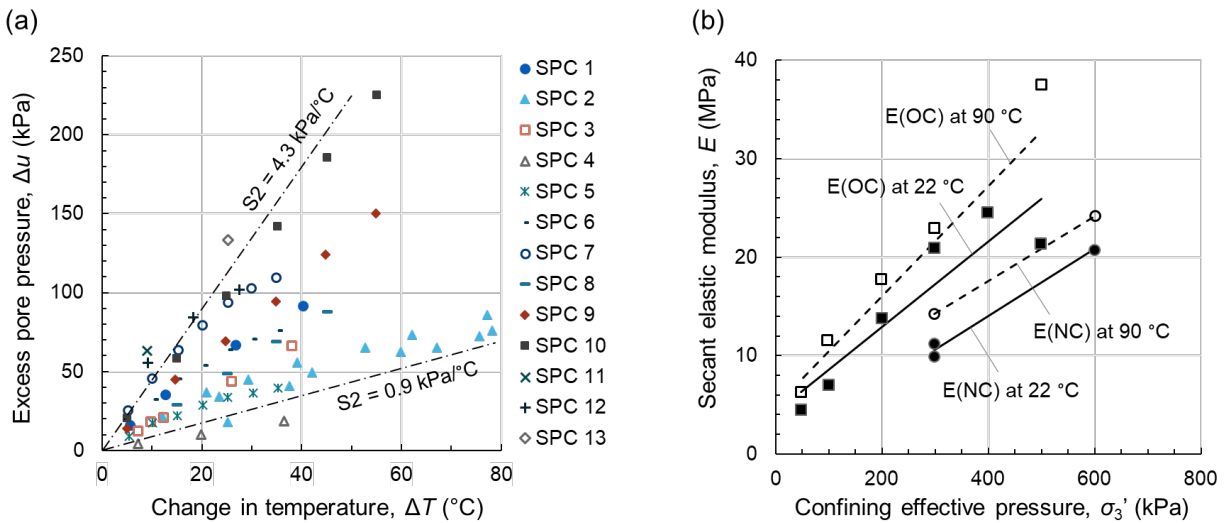 (a)
250
200
150
100
50
0
0
20
40
60
80
Excess pore pressure, Δu (kPa)
Change in temperature, ΔT (°C)
S2 = 4.3 kPa/°C
S2 = 0.9 kPa/°C
SPC 1
SPC 2
SPC 3
SPC 4
SPC 5
SPC 6
SPC 7
SPC 8
SPC 9
SPC 10
SPC 11
SPC 12
SPC 13
(b)
40
30
20
10
0
0
200
400
600
800
Secant elastic modulus, E (MPa)
Confining effective pressure, σ₃’ (kPa)
E(OC) at 90 °C
E(OC) at 22 °C
E(NC) at 90 °C
E(NC) at 22 °C